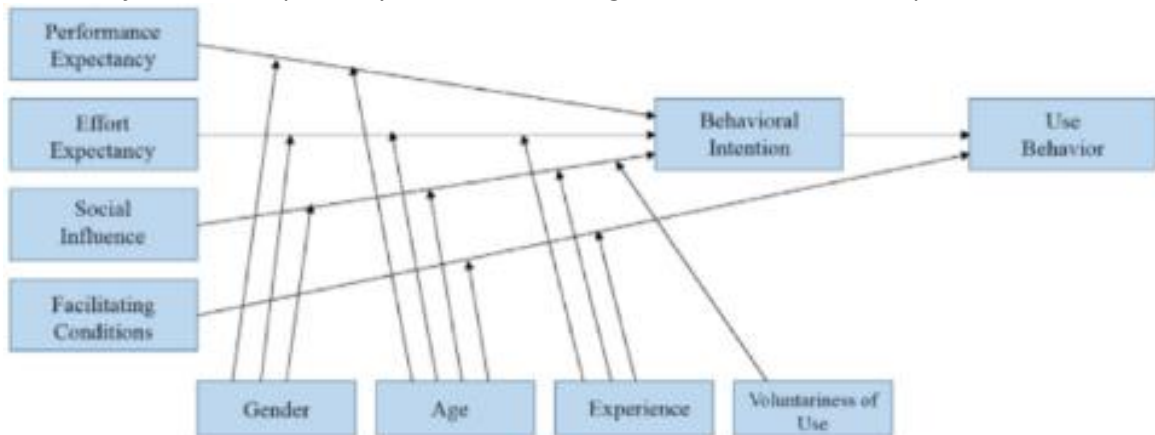 Performance
Expectancy
Effort
Expectancy
Behavioral
Intention
Use
Behavior
Social
Influence
Facilitating
Conditions
Gender
Age
Experience
Voluntariness of
Use